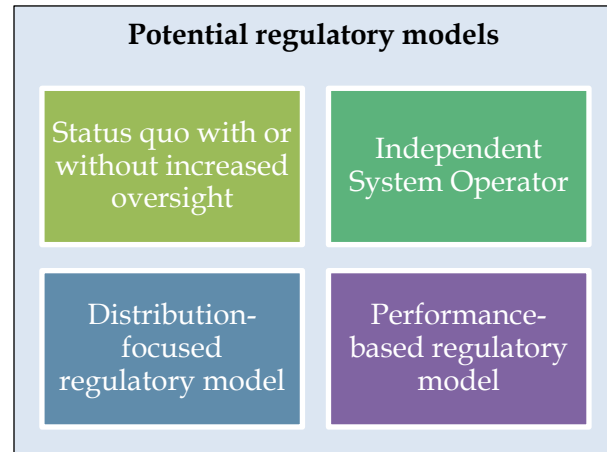 Potential regulatory models
Status quo with or
without increased
oversight
Independent
System Operator
Distribution-
focused
regulatory model
Performance-
based regulatory
model